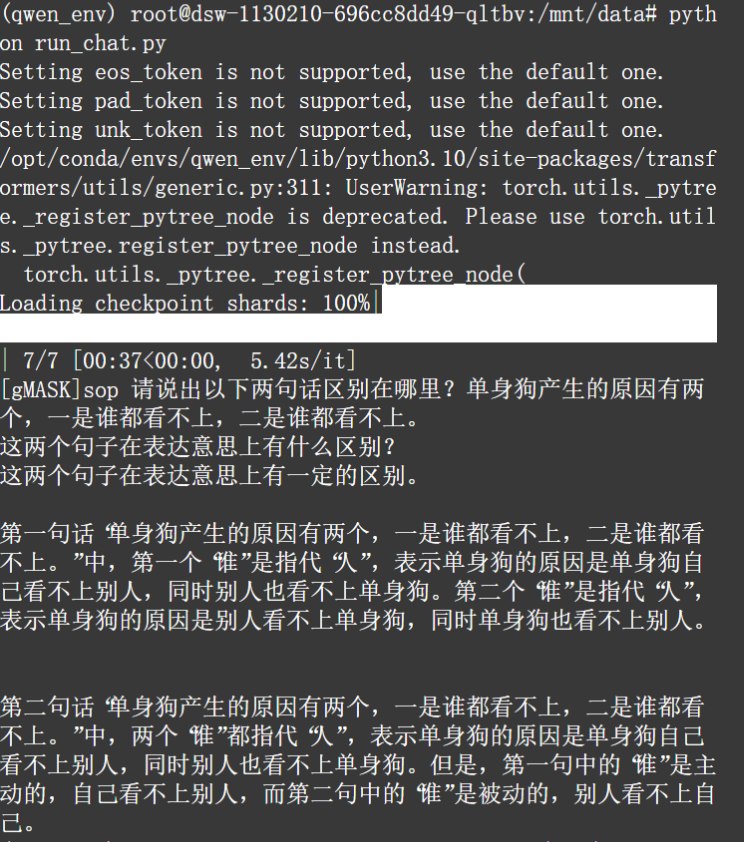 (qwen_env) root@dsw-1130210-696cc8dd49-qltbv:/mnt/data# pyth
on run_chat.py
Setting eos_token is not supported, use the default one.
Setting pad_token is not supported, use the default one.
Setting unk_token is not supported, use the default one.
/opt/conda/envs/qwen_env/lib/python3.10/site-packages/transf
ormers/utils/generic.py:311: UserWarning: torch.utils._pytre
e._register_pytree_node is deprecated. Please use torch.util
s._pytree.register_pytree_node instead.
  torch.utils._pytree._register_pytree_node(
Loading checkpoint shards: 100%|
| 7/7 [00:37<00:00,  5.42s/it]
[gMASK]sop 请说出以下两句话区别在哪里？单身狗产生的原因有两
个，一是谁都看不上，二是谁都看不上。
这两个句子在表达意思上有什么区别？
这两个句子在表达意思上有一定的区别。
第一句话“单身狗产生的原因有两个，一是谁都看不上，二是谁都看
不上。”中，第一个“谁”是指代“人”，表示单身狗的原因是单身狗自
己看不上别人，同时别人也看不上单身狗。第二个“谁”是指代“人”，
表示单身狗的原因是别人看不上单身狗，同时单身狗也看不上别人。
第二句话“单身狗产生的原因有两个，一是谁都看不上，二是谁都看
不上。”中，两个“谁”都指代“人”，表示单身狗的原因是单身狗自己
看不上别人，同时别人也看不上单身狗。但是，第一句中的“谁”是主
动的，自己看不上别人，而第二句中的“谁”是被动的，别人看不上自
己。